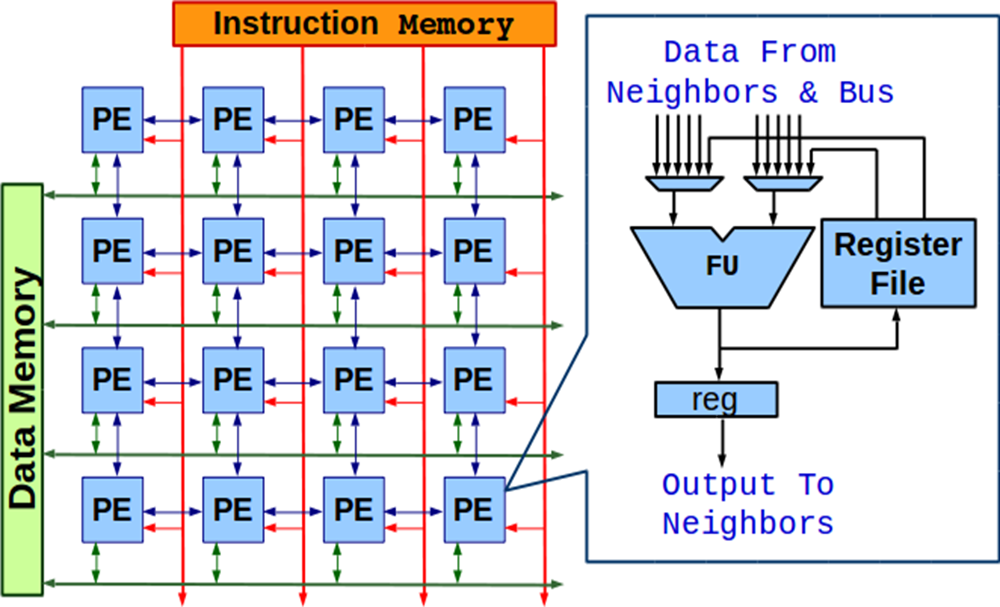 Instruction Memory
PE PE PE PE
PE PE PE PE
PE PE PE PE
PE PE PE PE
Data Memory
Data From
Neighbors & Bus
FU
Register
File
reg
Output To
Neighbors